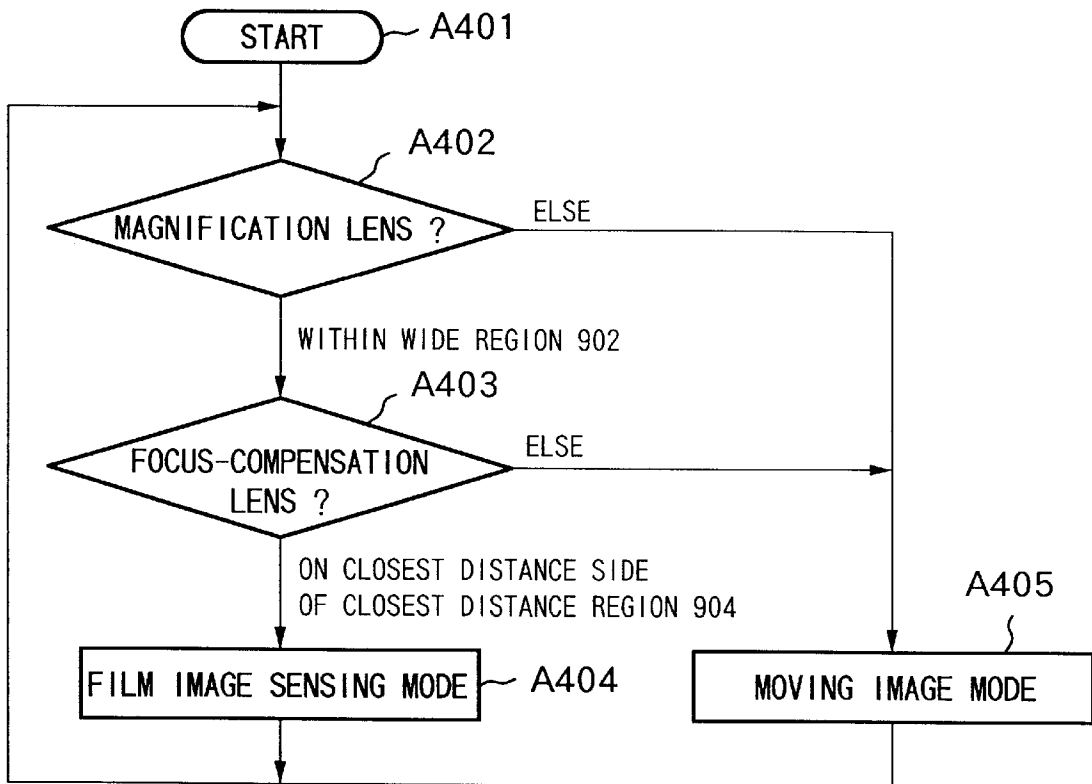 START
A401
A402
MAGNIFICATION LENS ?
ELSE
WITHIN WIDE REGION 902
A403
FOCUS-COMPENSATION
LENS ?
ELSE
ON CLOSEST DISTANCE SIDE
OF CLOSEST DISTANCE REGION 904
A405
FILM IMAGE SENSING MODE
A404
MOVING IMAGE MODE